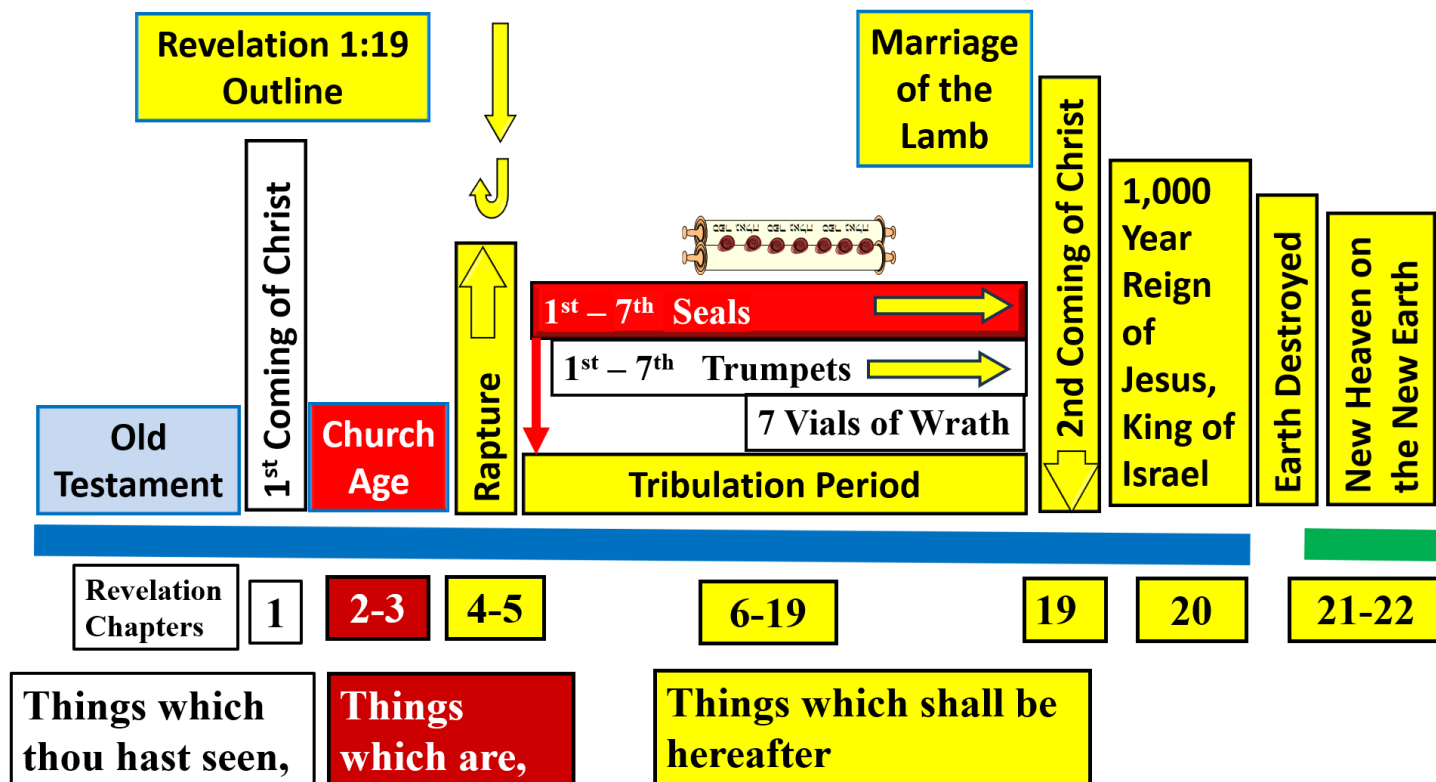 Revelation 1:19
Outline
Marriage
of the
Lamb
1st Coming of Christ
2nd Coming of Christ
1,000
Year
Reign
of
Jesus,
King of
Israel
Earth Destroyed
New Heaven on
the New Earth
Rapture
1st – 7th Seals
1st – 7th Trumpets
7 Vials of Wrath
Old
Testament
Church
Age
Tribulation Period
Revelation
Chapters
1
2-3
4-5
6-19
19
20
21-22
Things which
thou hast seen,
Things
which are,
Things which shall be
hereafter